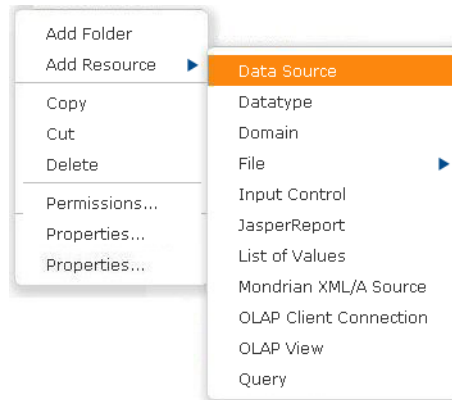 Add Folder
Add Resource
Copy
Cut
Delete
Permissions...
Properties...
Properties...
Data Source
Datatype
Domain
File
Input Control
JasperReport
List of Values
Mondrian XML/A Source
OLAP Client Connection
OLAP View
Query